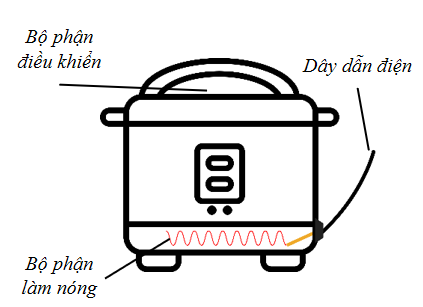 Bộ phận
điều khiển
Dây dẫn điện
Bộ phận
làm nóng